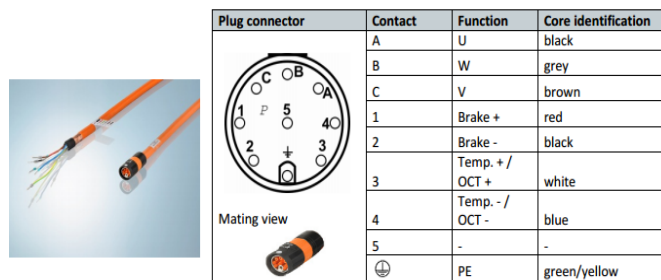 Plug connector Contact Function Core identification
A U black
B W grey
C V brown
1 Brake + red
2 Brake - black
3 Temp. + / OCT + white
4 Temp. - / OCT - blue
5 - -
PE green/yellow
C B A
1 P 5 4
2 3
Mating view